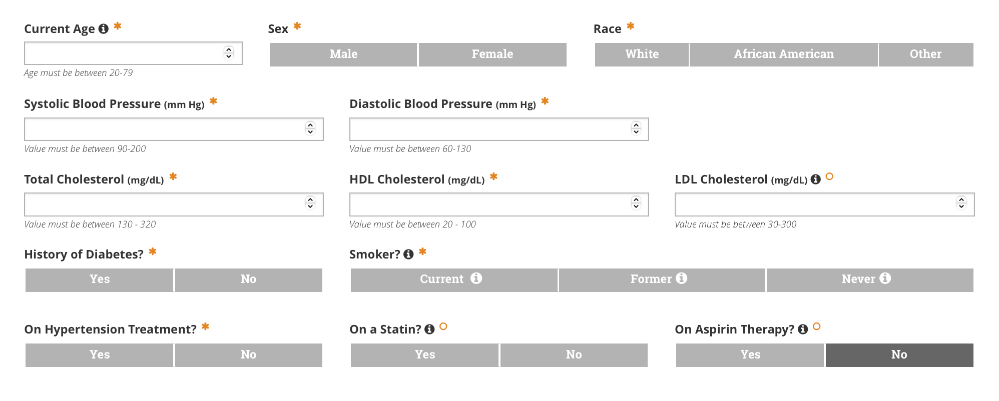 Current Age * Sex * Race *
Male Female White African American Other
Age must be between 20-79
Systolic Blood Pressure (mm Hg) * Diastolic Blood Pressure (mm Hg) *
Value must be between 90-200 Value must be between 60-130
Total Cholesterol (mg/dL) * HDL Cholesterol (mg/dL) * LDL Cholesterol (mg/dL)
Value must be between 130 - 320 Value must be between 20 - 100 Value must be between 30-300
History of Diabetes? * Smoker? *
Yes No Current Former Never
On Hypertension Treatment? * On a Statin? On Aspirin Therapy?
Yes No Yes No Yes No